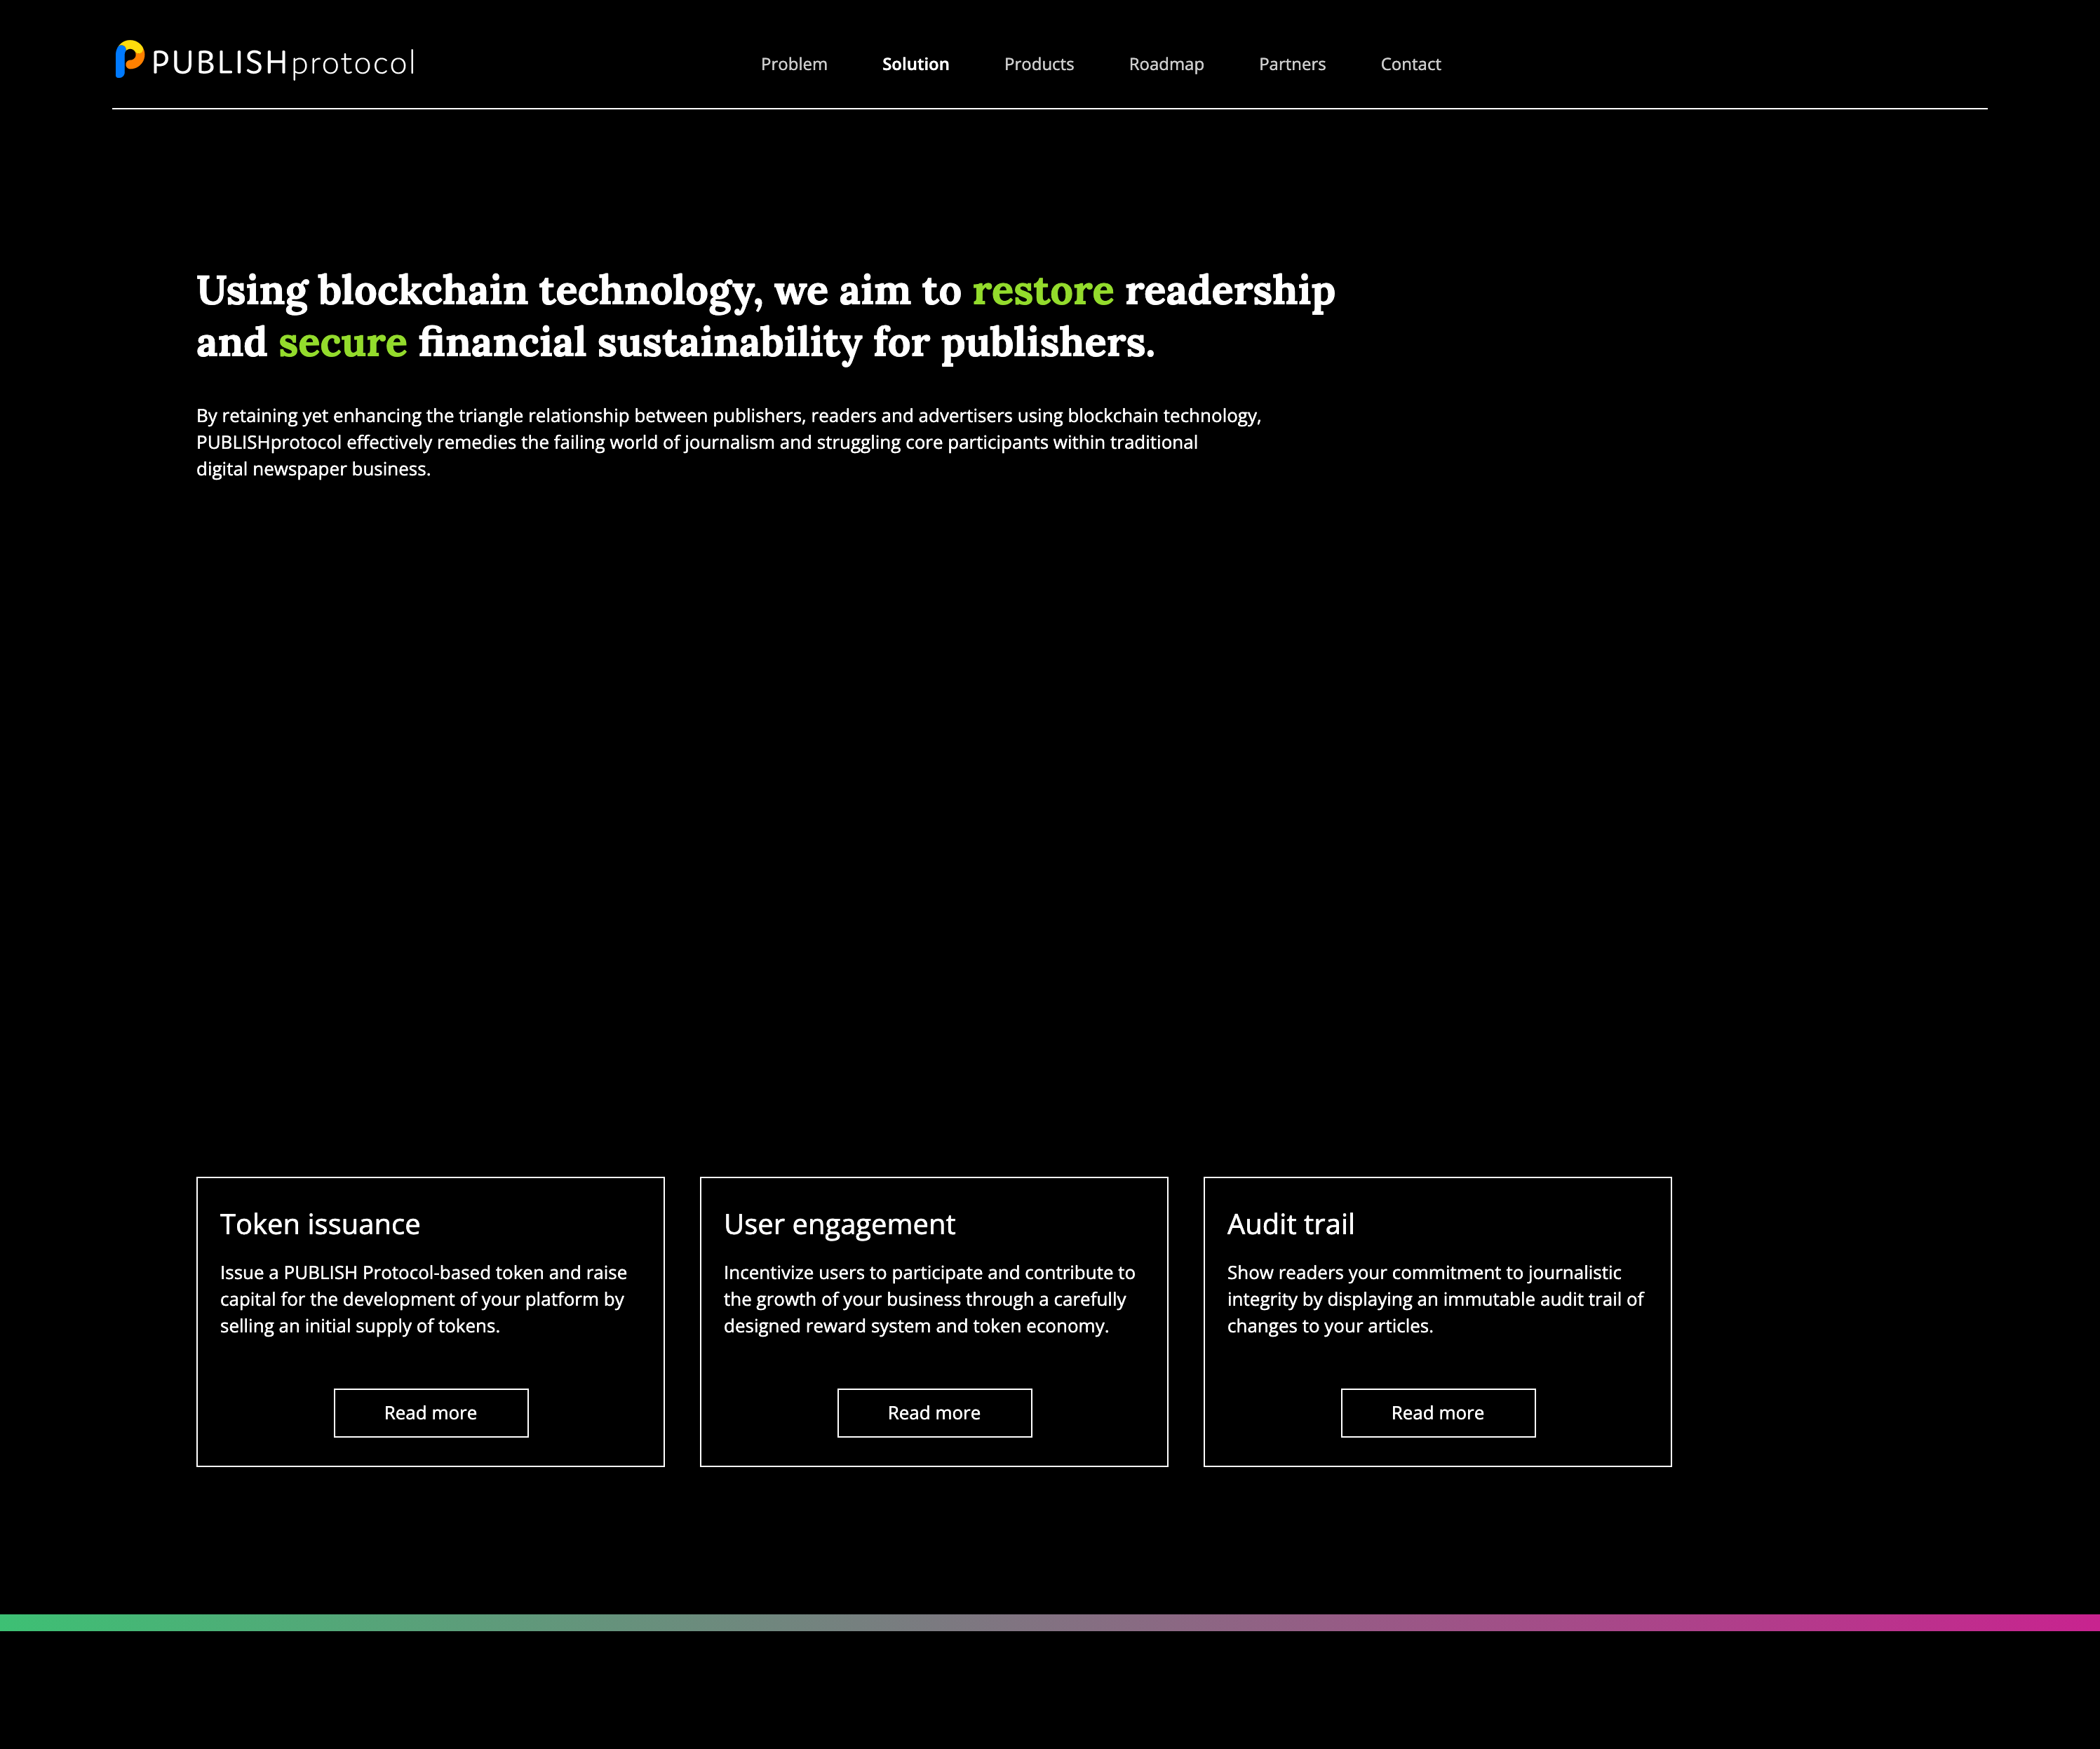 PUBLISHprotocol
Problem
Solution
Products
Roadmap
Partners
Contact
Using blockchain technology, we aim to restore readership
and secure financial sustainability for publishers.
By retaining yet enhancing the triangle relationship between publishers, readers and advertisers using blockchain technology,
PUBLISHprotocol effectively remedies the failing world of journalism and struggling core participants within traditional
digital newspaper business.
Token issuance
Issue a PUBLISH Protocol-based token and raise
capital for the development of your platform by
selling an initial supply of tokens.
Read more
User engagement
Incentivize users to participate and contribute to
the growth of your business through a carefully
designed reward system and token economy.
Read more
Audit trail
Show readers your commitment to journalistic
integrity by displaying an immutable audit trail of
changes to your articles.
Read more